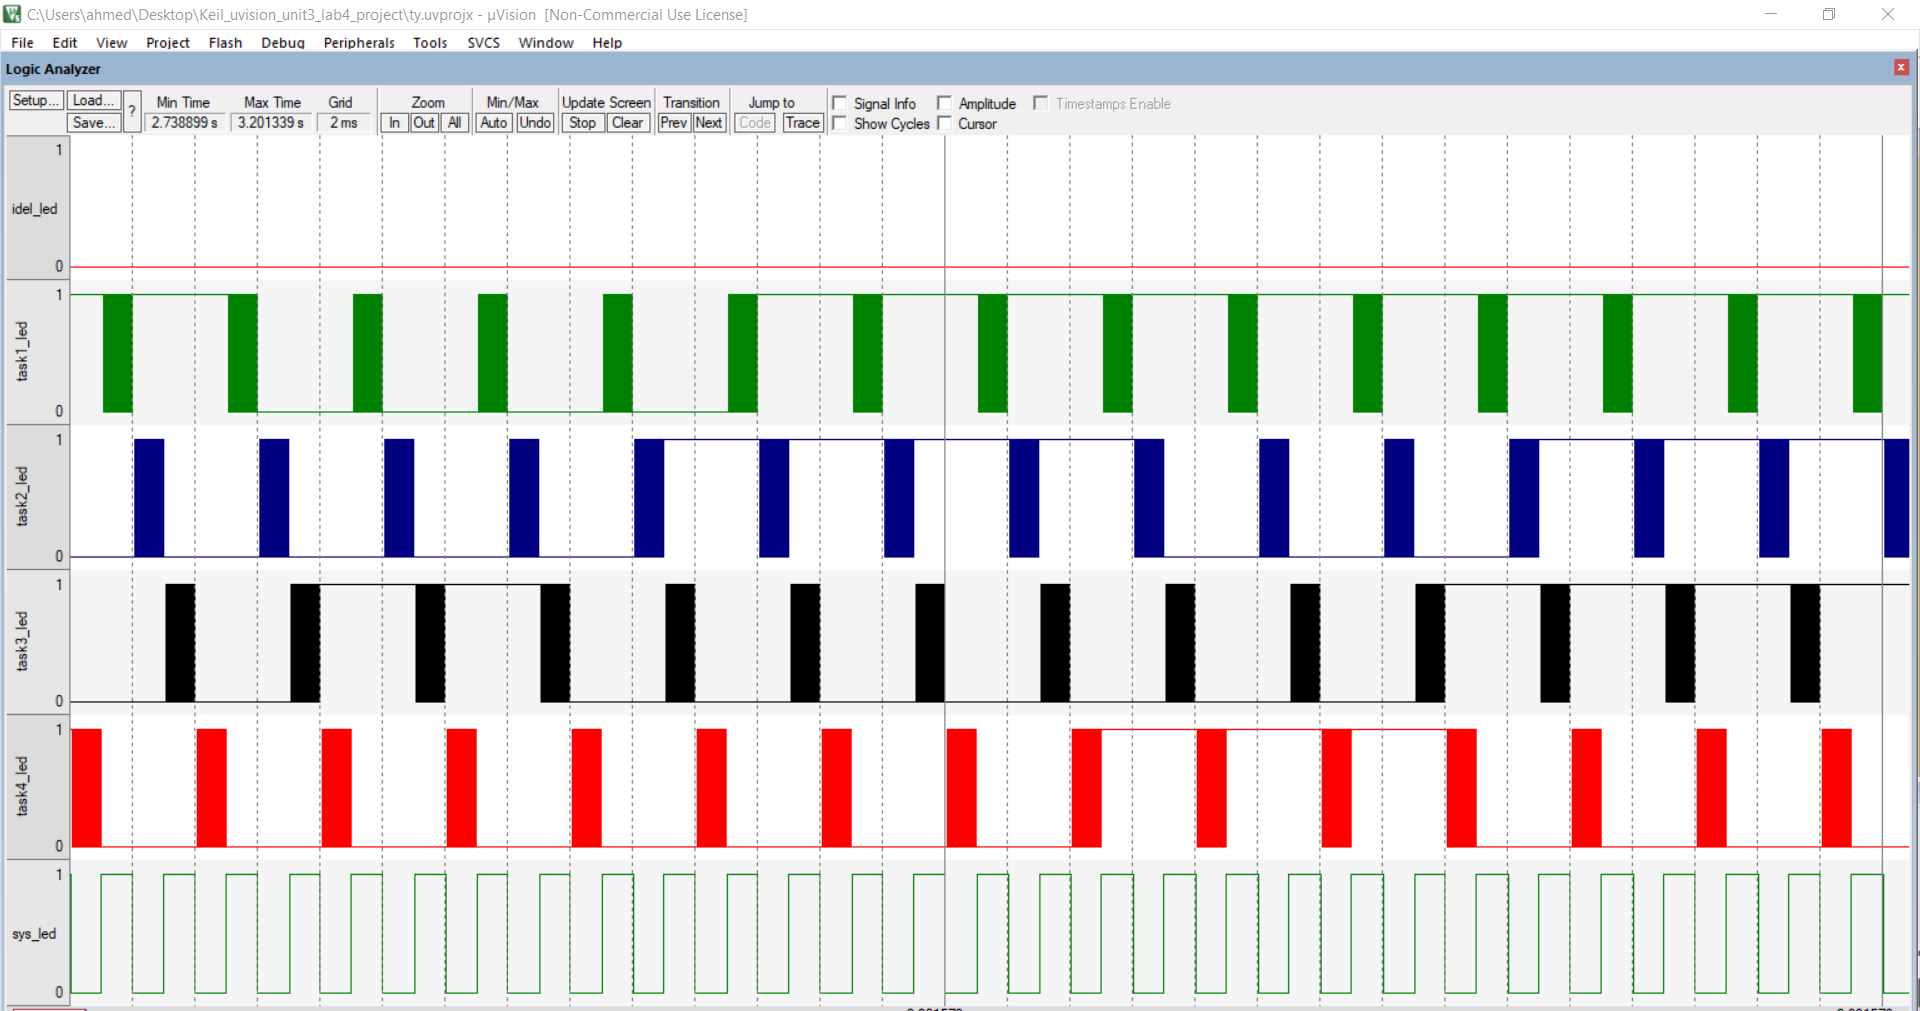 C:\Users\ahmed\Desktop\Keil_uvision_unit3_lab4_project\ty.uvprojx - µVision  [Non-Commercial Use License]
File Edit View Project Flash Debug Peripherals Tools SVCS Window Help
Logic Analyzer
Setup... Load... ? Min Time Max Time Grid Zoom Min/Max Update Screen Transition Jump to Signal Info Amplitude Timestamps Enable
Save... 2.738899 s 3.201339 s 2 ms In Out All Auto Undo Stop Clear Prev Next Code Trace Show Cycles Cursor
1
idel_led
0
1
task1_led
0
1
task2_led
0
1
task3_led
0
1
task4_led
0
1
sys_led
0